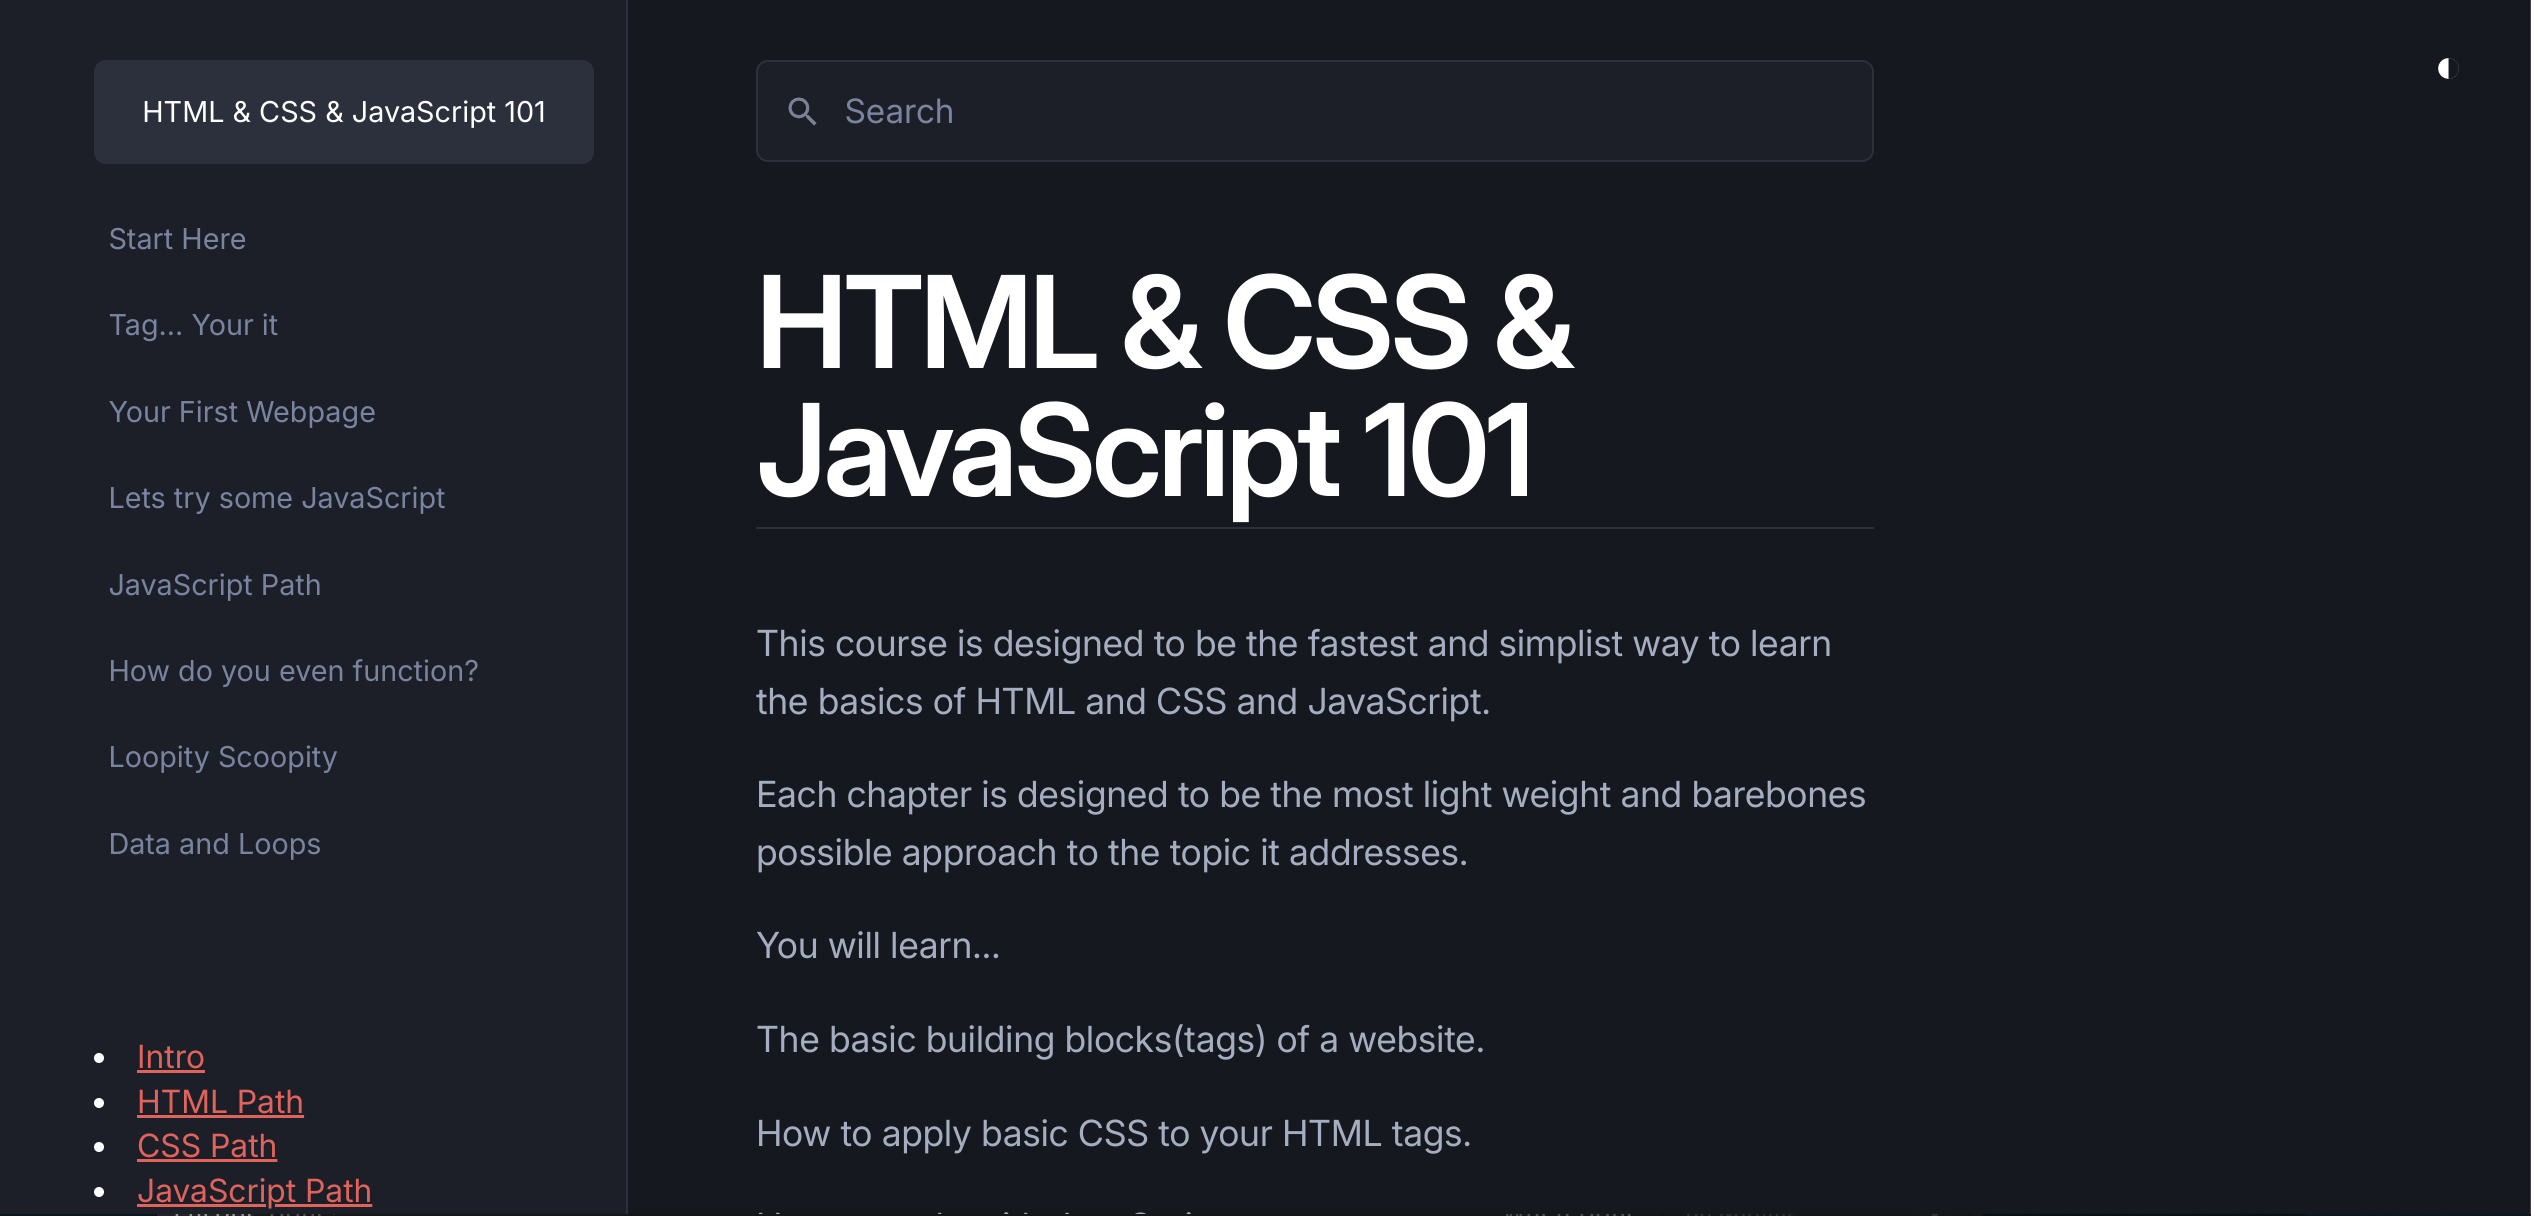 HTML & CSS & JavaScript 101
Start Here
Tag... Your it
Your First Webpage
Lets try some JavaScript
JavaScript Path
How do you even function?
Loopity Scoopity
Data and Loops
Intro
HTML Path
CSS Path
JavaScript Path
Search
HTML & CSS &
JavaScript 101
This course is designed to be the fastest and simplist way to learn
the basics of HTML and CSS and JavaScript.
Each chapter is designed to be the most light weight and barebones
possible approach to the topic it addresses.
You will learn...
The basic building blocks(tags) of a website.
How to apply basic CSS to your HTML tags.